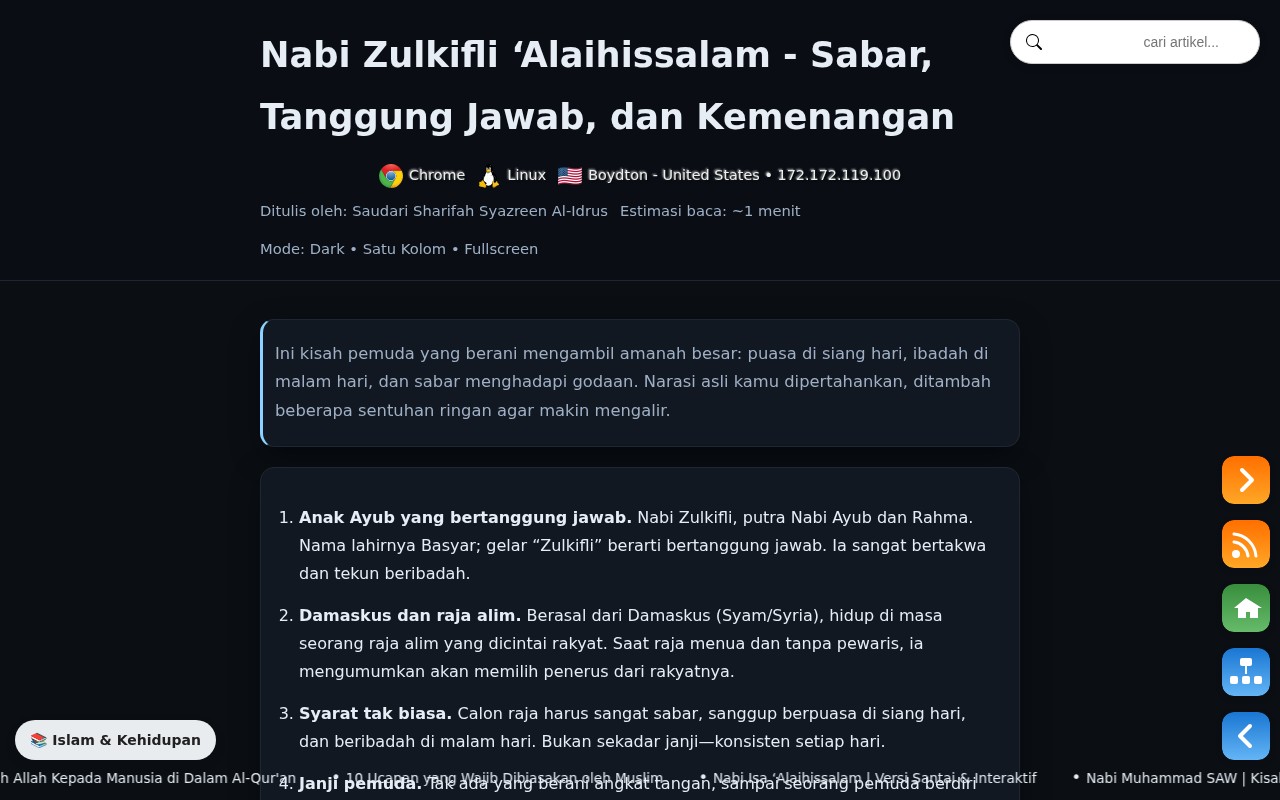 Nabi Zulkifli ‘Alaihissalam - Sabar,
Tanggung Jawab, dan Kemenangan
cari artikel...
Chrome Linux Boydton - United States • 172.172.119.100
Ditulis oleh: Saudari Sharifah Syazreen Al-Idrus Estimasi baca: ~1 menit
Mode: Dark • Satu Kolom • Fullscreen
Ini kisah pemuda yang berani mengambil amanah besar: puasa di siang hari, ibadah di
malam hari, dan sabar menghadapi godaan. Narasi asli kamu dipertahankan, ditambah
beberapa sentuhan ringan agar makin mengalir.
1. Anak Ayub yang bertanggung jawab. Nabi Zulkifli, putra Nabi Ayub dan Rahma.
Nama lahirnya Basyar; gelar “Zulkifli” berarti bertanggung jawab. Ia sangat bertakwa
dan tekun beribadah.
2. Damaskus dan raja alim. Berasal dari Damaskus (Syam/Syria), hidup di masa
seorang raja alim yang dicintai rakyat. Saat raja menua dan tanpa pewaris, ia
mengumumkan akan memilih penerus dari rakyatnya.
3. Syarat tak biasa. Calon raja harus sangat sabar, sanggup berpuasa di siang hari,
dan beribadah di malam hari. Bukan sekadar janji—konsisten setiap hari.
4. Janji pemuda. Tak ada yang berani angkat tangan, sampai seorang pemuda berdiri
📚 Islam & Kehidupan
h Allah Kepada Manusia di Dalam Al-Qur'an • 10 Ucapan yang Wajib Dibiasakan oleh Muslim • Nabi Isa ‘Alaihissalam | Versi Santai & Interaktif • Nabi Muhammad SAW | Kisa